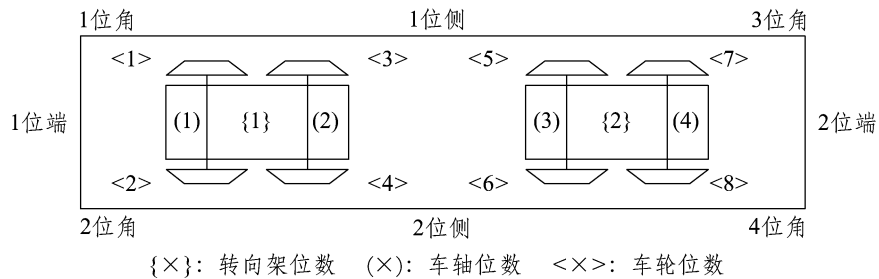 1位角 1位侧 3位角
<1> <3> <5> <7>
1位端 (1) {1} (2) (3) {2} (4) 2位端
<2> <4> <6> <8>
2位角 2位侧 4位角
{×}: 转向架位数 (×): 车轴位数 <×>: 车轮位数